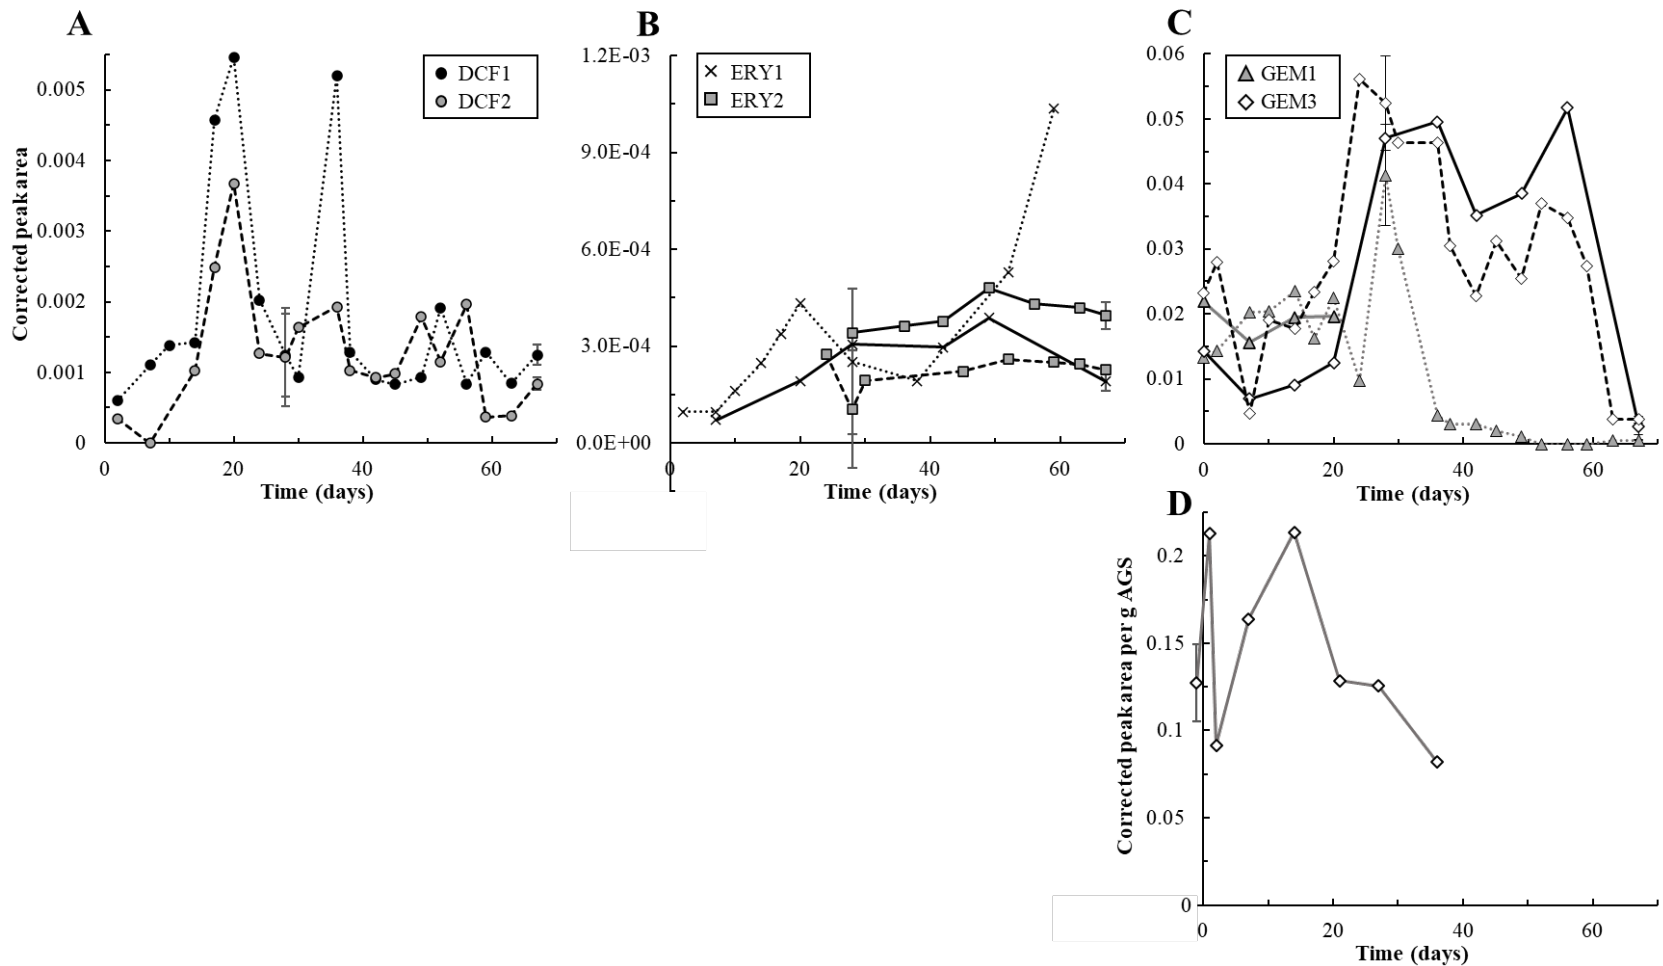 A
Corrected peakarea
0.005
0.004
0.003
0.002
0.001
0
0 20 40 60
Time (days)
DCF1
DCF2
B
1.2E-03
9.0E-04
6.0E-04
3.0E-04
0.0E+00
0 20 40 60
Time (days)
ERY1
ERY2
C
0.06
0.05
0.04
0.03
0.02
0.01
0
0 20 40 60
Time (days)
GEM1
GEM3
D
Corrected peakarea per g AGS
0.2
0.15
0.1
0.05
0
0 20 40 60
Time (days)